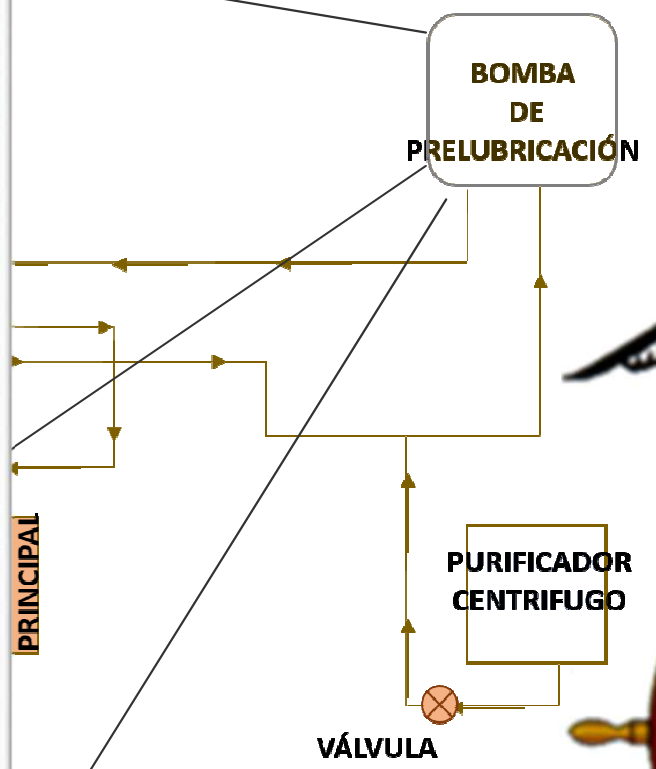 BOMBA
DE
PRELUBRICACIÓN
PRINCIPAL
PURIFICADOR
CENTRIFUGO
VÁLVULA